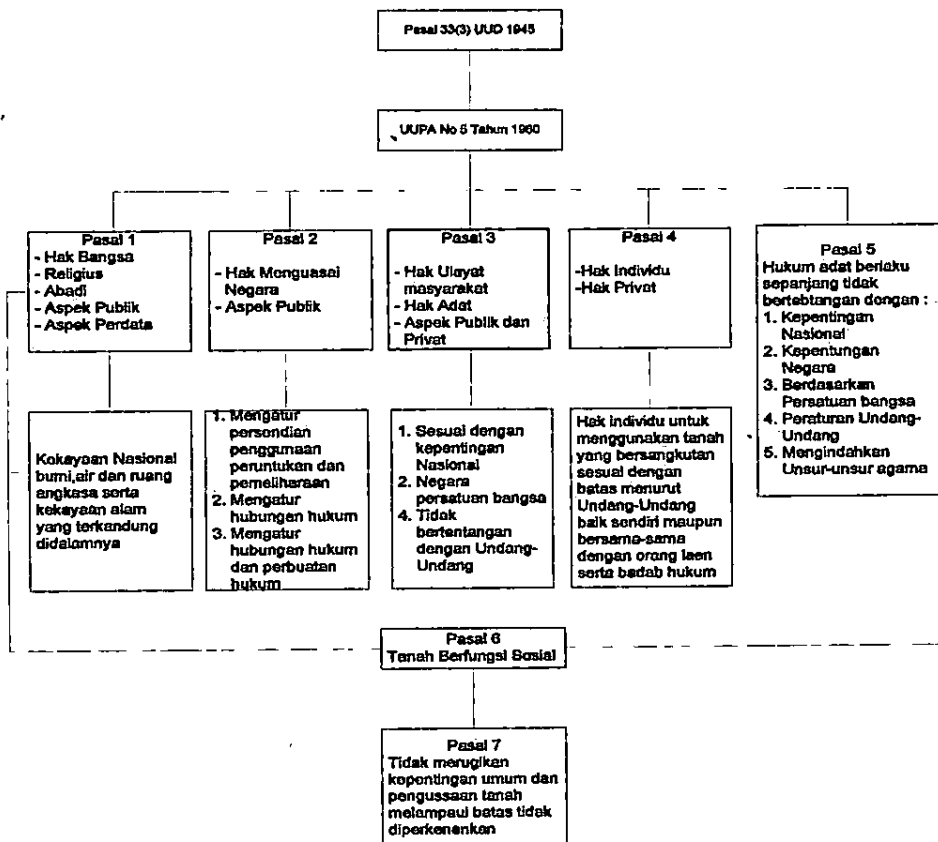 Pasal 33(3) UUD 1945
UUPA No 5 Tahun 1960
Pasal 1
- Hak Bangsa
- Religius
- Abadi
- Aspek Publik
- Aspek Perdata
Pasal 2
- Hak Menguasai
Negara
- Aspek Publik
Pasal 3
- Hak Ulayat
masyarakat
- Hak Adat
- Aspek Publik dan
Privat
Pasal 4
-Hak Individu
-Hak Privat
Pasal 5
Hukum adat berlaku
sepanjang tidak
bertebtangan dengan :
1. Kepentingan
Nasional
2. Kepentungan
Negara
3. Berdasarkan
Persatuan bangsa
4. Peraturan Undang-
Undang
5. Mengindahkan
Unsur-unsur agama
Kokayaan Nasional
bumi,air dan ruang
angkasa serta
kekayaan alam
yang terkandung
didalamnya
1. Mengatur
persondian
penggunaan
peruntukan dan
pemeliharaan
2. Mengatur
hubungan hukum
3. Mengatur
hubungan hukum
dan perbuatan
hukum
1. Sesuai dengan
kepentingan
Nasional
2. Negara
persatuan bangsa
4. Tidak
bertentangan
dengan Undang-
Undang
Hak individu untuk
menggunakan tanah
yang bersangkutan
sesuai dengan
batas menurut
Undang-Undang
baik sendiri maupun
bersama-sama
dengan orang laen
serta badab hukum
Pasal 6
Tanah Berfungsi Sosial
Pasal 7
Tidak merugikan
kepentingan umum dan
pengussaan tanah
melampaui batas tidak
diperkenankan